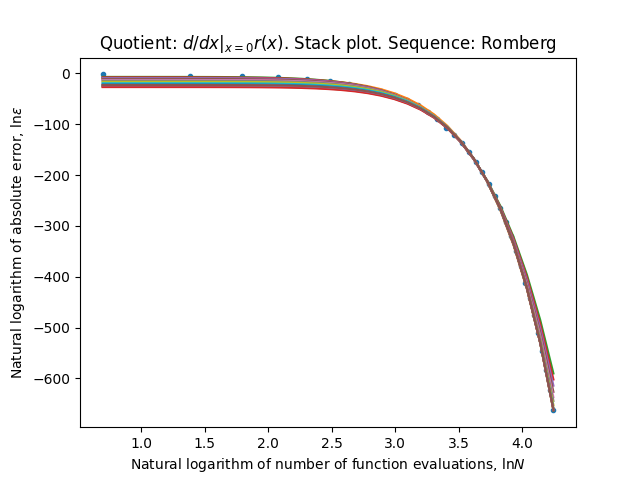 Quotient: d/dx|ₓ₌₀r(x). Stack plot. Sequence: Romberg
Natural logarithm of absolute error, lnε
0
−100
−200
−300
−400
−500
−600
1.0 1.5 2.0 2.5 3.0 3.5 4.0
Natural logarithm of number of function evaluations, lnN